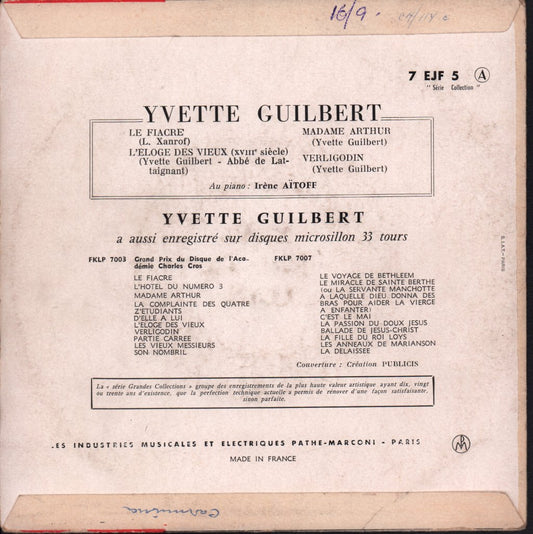 16/9.
7 EJF 5 A
"Série Collection"
YVETTE GUILBERT
LE FIACRE
(L. Xanrof)
L'ELOGE DES VIEUX (XVIIIe siècle)
(Yvette Guilbert - Abbé de Lat-
taignant)
MADAME ARTHUR
(Yvette Guilbert)
VERLIGODIN
(Yvette Guilbert)
Au piano : Irène AÏTOFF
YVETTE GUILBERT
a aussi enregistré sur disques microsillon 33 tours
FKLP 7003 Grand Prix du Disque de l'Aca-
démie Charles Cros
LE FIACRE
L'HOTEL DU NUMERO 3
MADAME ARTHUR
LA COMPLAINTE DES QUATRE
Z'ETUDIANTS
D'ELLE A LUI
L'ELOGE DES VIEUX
VERLIGODIN
PARTIE CARREE
LES VIEUX MESSIEURS
SON NOMBRIL
FKLP 7007
LE VOYAGE DE BETHLEEM
LE MIRACLE DE SAINTE BERTHE
(ou LA SERVANTE MANCHOTTE
A LAQUELLE DIEU DONNA DES
BRAS POUR AIDER LA VIERGE
A ENFANTER)
C'EST LE MAI
LA PASSION DU DOUX JESUS
BALLADE DE JESUS-CHRIST
LA FILLE DU ROI LOYS
LES ANNEAUX DE MARIANSON
LA DELAISSEE
Couverture : Création PUBLICIS
La « série Grandes Collections » groupe des enregistrements de la plus haute valeur artistique ayant dix, vingt
ou trente ans d'existence, que la perfection technique actuelle a permis de rénover d'une façon satisfaisante,
sinon parfaite.
LES INDUSTRIES MUSICALES ET ELECTRIQUES PATHE-MARCONI - PARIS
MADE IN FRANCE
Carmina